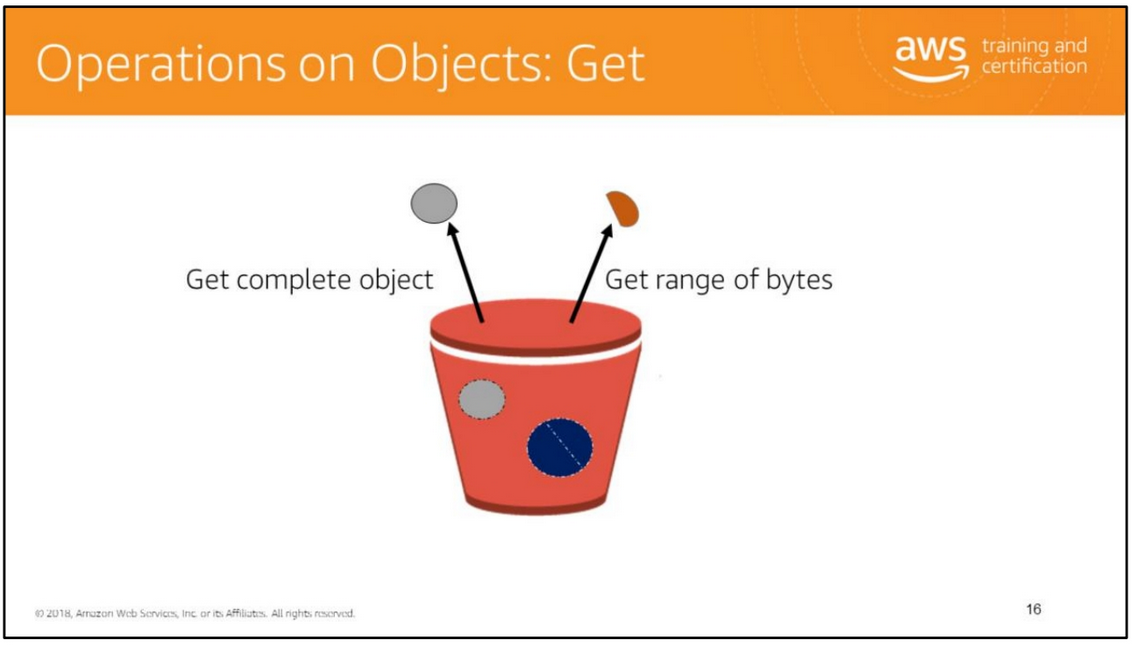 Operations on Objects: Get
aws training and
certification
Get complete object
Get range of bytes
© 2018, Amazon Web Services, Inc. or its Affiliates. All rights reserved.
16